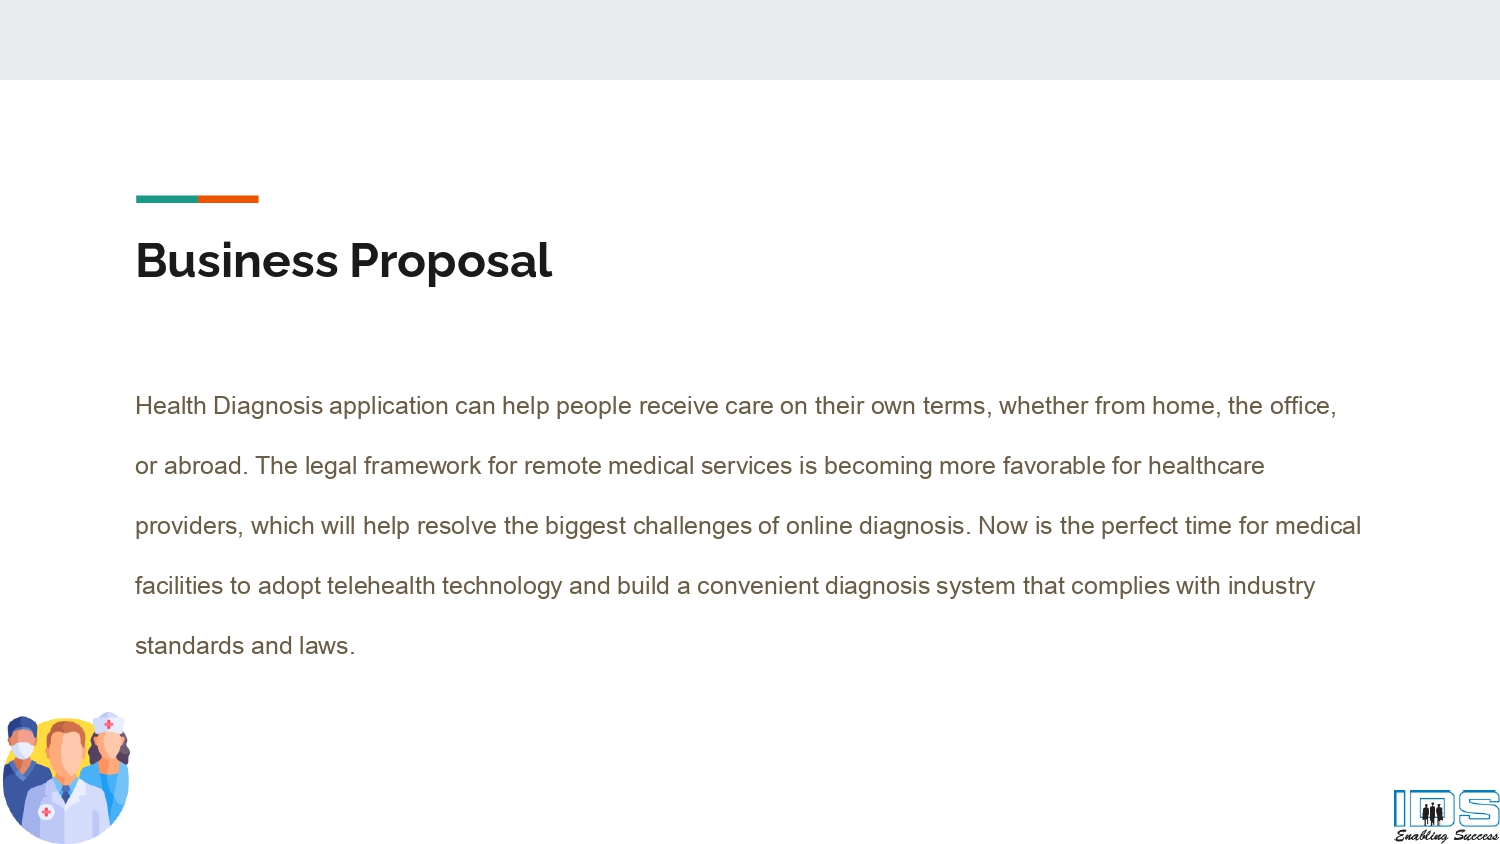 Business Proposal
Health Diagnosis application can help people receive care on their own terms, whether from home, the office,
or abroad. The legal framework for remote medical services is becoming more favorable for healthcare
providers, which will help resolve the biggest challenges of online diagnosis. Now is the perfect time for medical
facilities to adopt telehealth technology and build a convenient diagnosis system that complies with industry
standards and laws.
IDS
Enabling Success